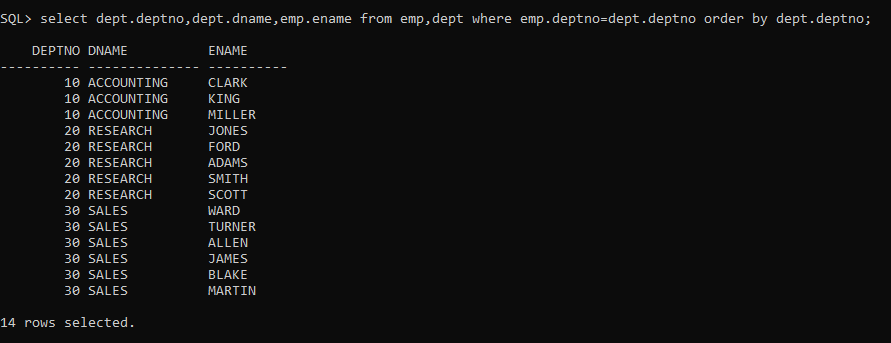 SQL> select dept.deptno,dept.dname,emp.ename from emp,dept where emp.deptno=dept.deptno order by dept.deptno;
    DEPTNO DNAME          ENAME
---------- -------------- ----------
        10 ACCOUNTING     CLARK
        10 ACCOUNTING     KING
        10 ACCOUNTING     MILLER
        20 RESEARCH       JONES
        20 RESEARCH       FORD
        20 RESEARCH       ADAMS
        20 RESEARCH       SMITH
        20 RESEARCH       SCOTT
        30 SALES          WARD
        30 SALES          TURNER
        30 SALES          ALLEN
        30 SALES          JAMES
        30 SALES          BLAKE
        30 SALES          MARTIN
14 rows selected.